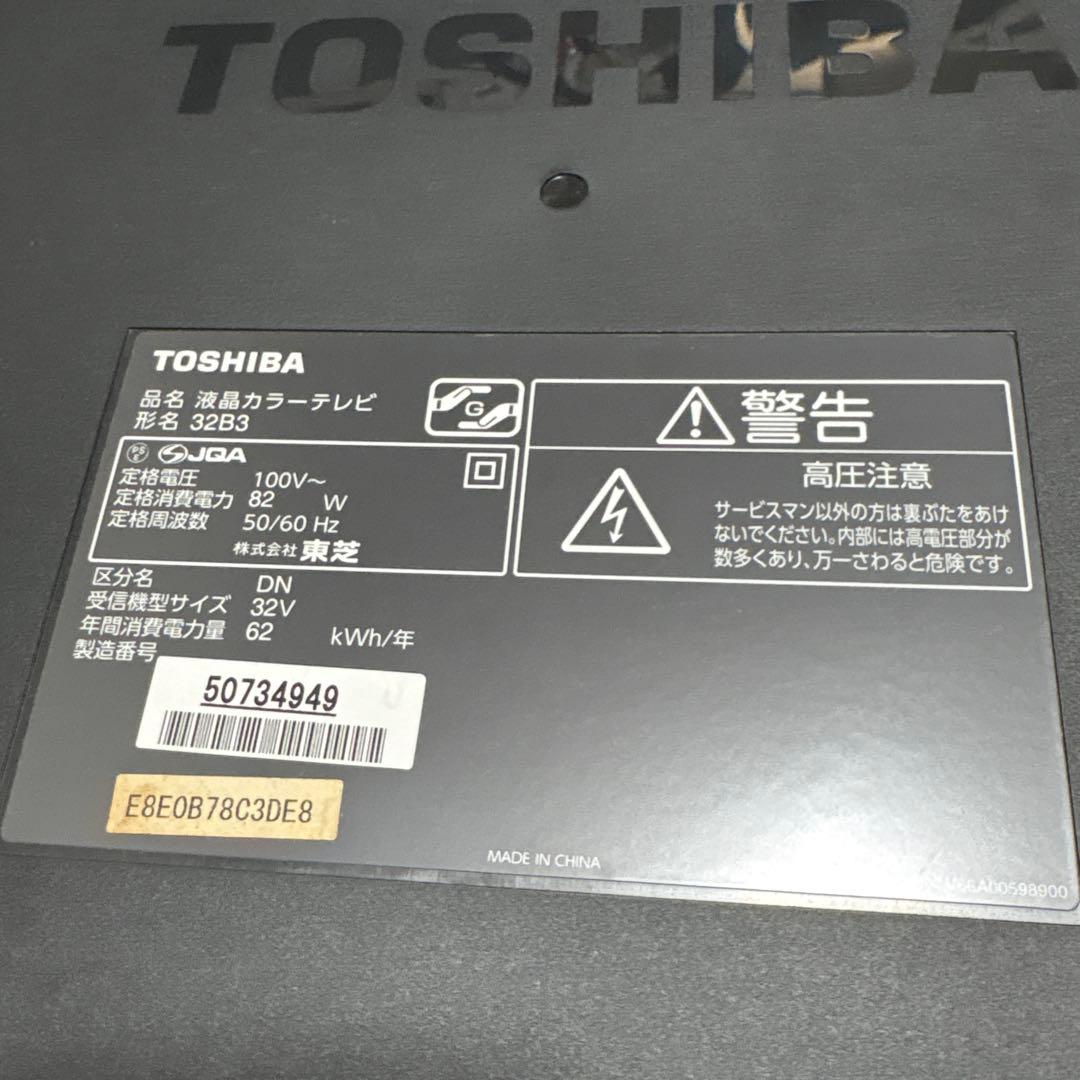 TOSHIBA
TOSHIBA
品名 液晶カラーテレビ
形名 32B3
G
PS
E
JQA
定格電圧 100V～
定格消費電力 82 W
定格周波数 50/60 Hz
株式会社 東芝
警告
高圧注意
サービスマン以外の方は裏ぶたをあけ
ないでください。内部には高電圧部分が
数多くあり、万一さわると危険です。
区分名 DN
受信機型サイズ 32V
年間消費電力量 62 kWh/年
製造番号
50734949
E8E0B78C3DE8
MADE IN CHINA